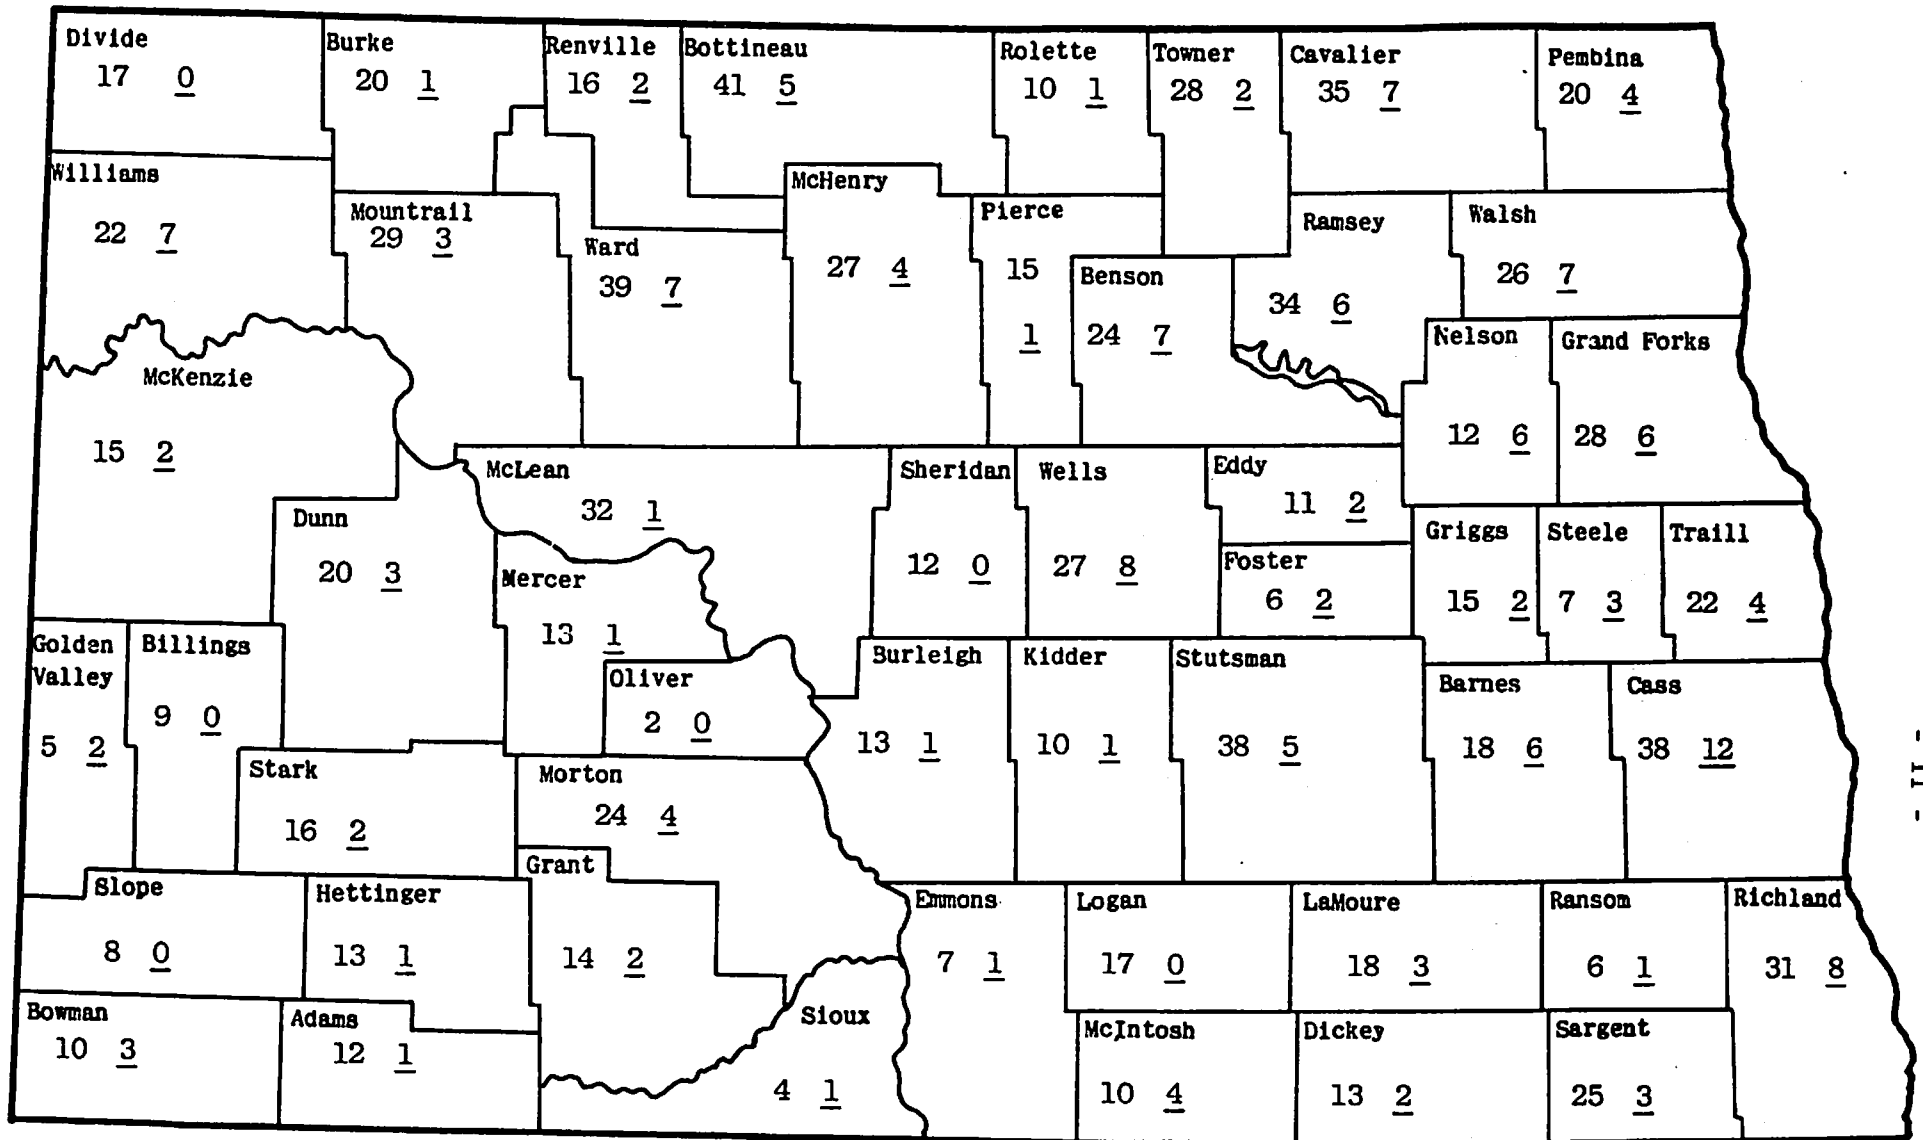 Divide
17 0
Burke
20 1
Renville
16 2
Bottineau
41 5
Rolette
10 1
Towner
28 2
Cavalier
35 7
Pembina
20 4
Williams
22 7
Mountrail
29 3
Ward
39 7
McHenry
27 4
Pierce
15
1
Benson
24 7
Ramsey
34 6
Walsh
26 7
Nelson
12 6
Grand Forks
28 6
McKenzie
15 2
Dunn
20 3
McLean
32 1
Mercer
13 1
Oliver
2 0
Sheridan
12 0
Wells
27 8
Eddy
11 2
Foster
6 2
Griggs
15 2
Steele
7 3
Traill
22 4
Golden
Valley
5 2
Billings
9 0
Stark
16 2
Morton
24 4
Burleigh
13 1
Kidder
10 1
Stutsman
38 5
Barnes
18 6
Cass
38 12
Slope
8 0
Hettinger
13 1
Grant
14 2
Emmons
7 1
Logan
17 0
LaMoure
18 3
Ransom
6 1
Richland
31 8
Bowman
10 3
Adams
12 1
Sioux
4 1
McIntosh
10 4
Dickey
13 2
Sargent
25 3
- 11 -